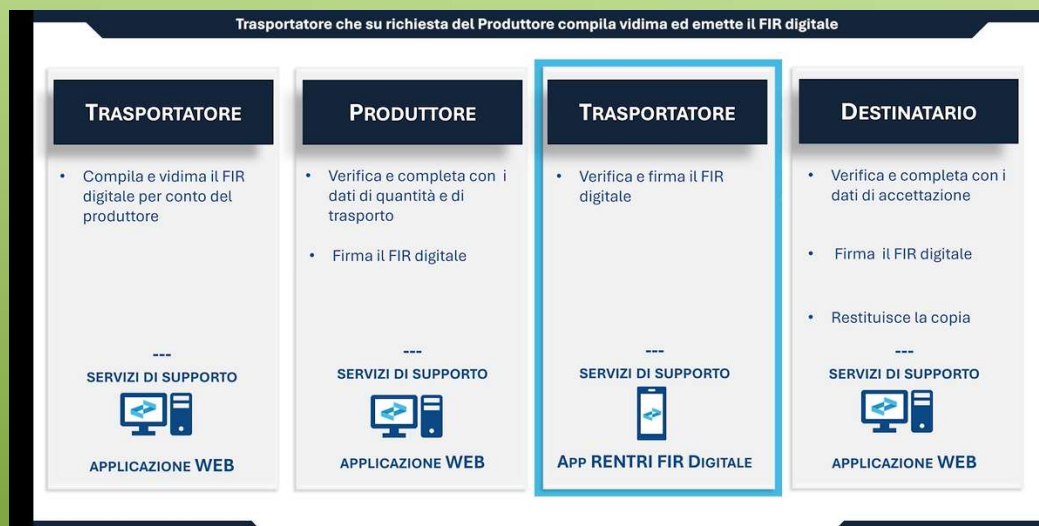 Trasportatore che su richiesta del Produttore compila vidima ed emette il FIR digitale
TRASPORTATORE
• Compila e vidima il FIR
digitale per conto del
produttore
---
SERVIZI DI SUPPORTO
APPLICAZIONE WEB
PRODUTTORE
• Verifica e completa con i
dati di quantità e di
trasporto
• Firma il FIR digitale
---
SERVIZI DI SUPPORTO
APPLICAZIONE WEB
TRASPORTATORE
• Verifica e firma il FIR
digitale
---
SERVIZI DI SUPPORTO
APP RENTRI FIR DIGITALE
DESTINATARIO
• Verifica e completa con i
dati di accettazione
• Firma il FIR digitale
• Restituisce la copia
---
SERVIZI DI SUPPORTO
APPLICAZIONE WEB